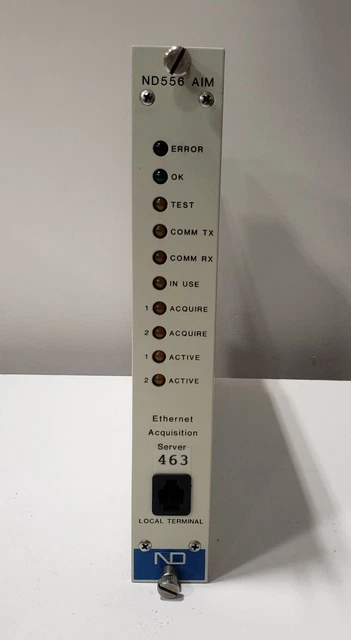 ND556 AIM
ERROR
OK
TEST
COMM TX
COMM RX
IN USE
1 ACQUIRE
2 ACQUIRE
1 ACTIVE
2 ACTIVE
Ethernet
Acquisition
Server
463
LOCAL TERMINAL
ND